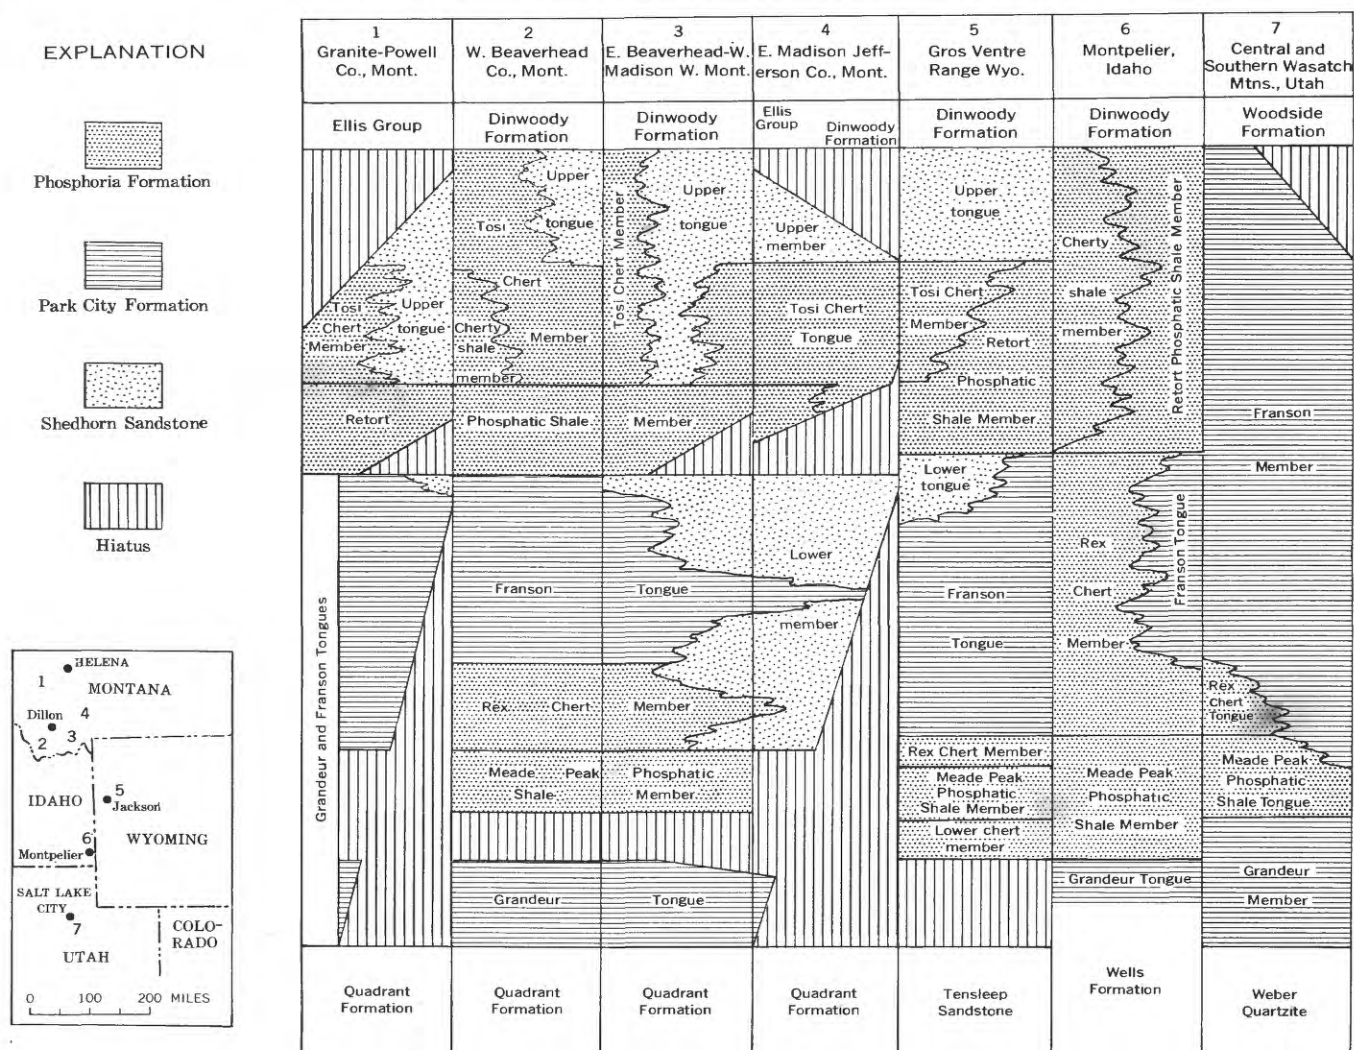 EXPLANATION
Phosphoria Formation
Park City Formation
Shedhorn Sandstone
Hiatus
HELENA
1
MONTANA
Dillon
4
2
3
IDAHO
5
Jackson
WYOMING
6
Montpelier
SALT LAKE
CITY
7
COLO-
RADO
UTAH
0 100 200 MILES
1
Granite-Powell
Co., Mont.
2
W. Beaverhead
Co., Mont.
3
E. Beaverhead-W.
Madison W. Mont.
4
E. Madison Jeff-
erson Co., Mont.
5
Gros Ventre
Range Wyo.
6
Montpelier,
Idaho
7
Central and
Southern Wasatch
Mtns., Utah
Ellis Group
Dinwoody
Formation
Dinwoody
Formation
Ellis
Group
Dinwoody
Formation
Dinwoody
Formation
Dinwoody
Formation
Woodside
Formation
Tosi
Chert
Member
Upper
tongue
Retort
Grandeur and Franson Tongues
Quadrant
Formation
Upper
tongue
Tosi
Chert
Member
Cherty
shale
member
Phosphatic Shale
Franson
Rex Chert
Meade Peak
Shale
Grandeur
Quadrant
Formation
Tosi Chert Member
Upper
tongue
Member
Tongue
Member
Phosphatic
Member
Tongue
Quadrant
Formation
Upper
member
Tosi Chert
Tongue
Lower
member
Quadrant
Formation
Upper
tongue
Tosi Chert
Member
Retort
Phosphatic
Shale Member
Lower
tongue
Franson
Tongue
Rex Chert Member
Meade Peak
Phosphatic
Shale Member
Lower chert
member
Tensleep
Sandstone
Cherty
shale
member
Retort Phosphatic Shale Member
Rex
Chert
Member
Franson Tongue
Meade Peak
Phosphatic
Shale Member
Grandeur Tongue
Wells
Formation
Franson
Member
Rex
Chert
Tongue
Meade Peak
Phosphatic
Shale Tongue
Grandeur
Member
Weber
Quartzite